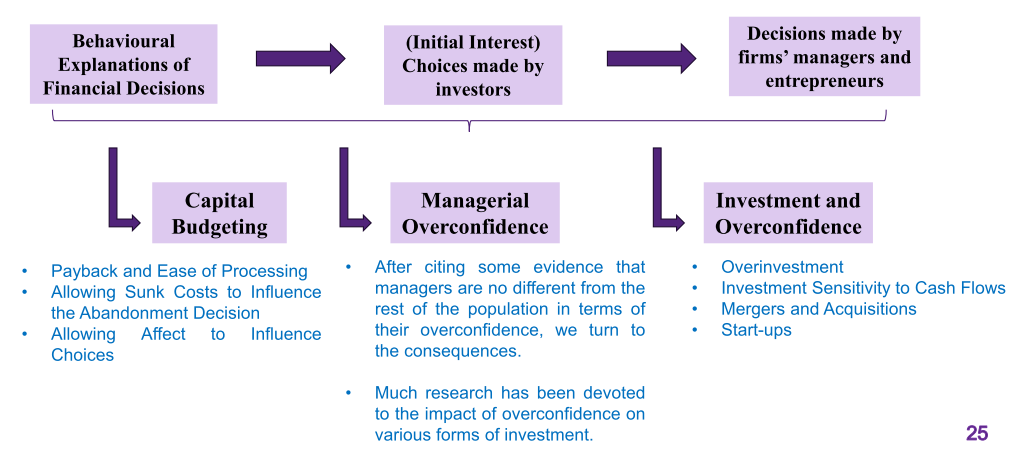 Behavioural
Explanations of
Financial Decisions
(Initial Interest)
Choices made by
investors
Decisions made by
firms’ managers and
entrepreneurs
Capital
Budgeting
• Payback and Ease of Processing
• Allowing Sunk Costs to Influence
the Abandonment Decision
• Allowing Affect to Influence
Choices
Managerial
Overconfidence
• After citing some evidence that
managers are no different from the
rest of the population in terms of
their overconfidence, we turn to
the consequences.
• Much research has been devoted
to the impact of overconfidence on
various forms of investment.
Investment and
Overconfidence
• Overinvestment
• Investment Sensitivity to Cash Flows
• Mergers and Acquisitions
• Start-ups
25